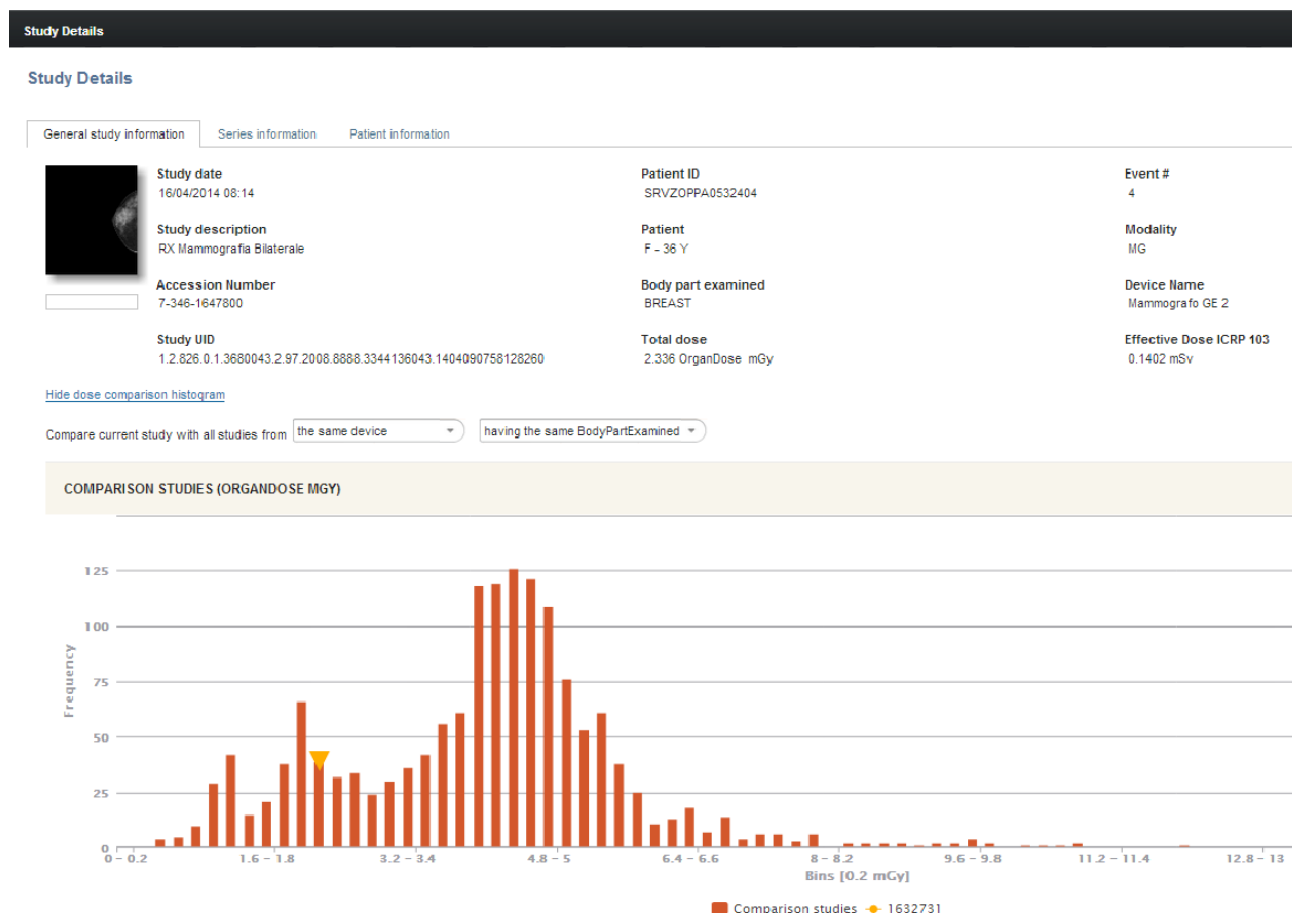 Study Details
Study Details
General study information Series information Patient information
Study date Patient ID Event #
16/04/2014 08:14 SRVZOPPA0532404 4
Study description Patient Modality
RX Mammografia Bilaterale F - 36 Y MG
Accession Number Body part examined Device Name
7-346-1647800 BREAST Mammografo GE 2
Study UID Total dose Effective Dose ICRP 103
1.2.826.0.1.3680043.2.97.2008.8888.3344136043.1404090758128260 2.336 OrganDose mGy 0.1402 mSv
Hide dose comparison histogram
Compare current study with all studies from the same device having the same BodyPartExamined
COMPARISON STUDIES (ORGANDOSE MGY)
125
100
75
50
25
0
Frequency
0 - 0.2 1.6 - 1.8 3.2 - 3.4 4.8 - 5 6.4 - 6.6 8 - 8.2 9.6 - 9.8 11.2 - 11.4 12.8 - 13
Bins [0.2 mGy]
Comparison studies 1632731